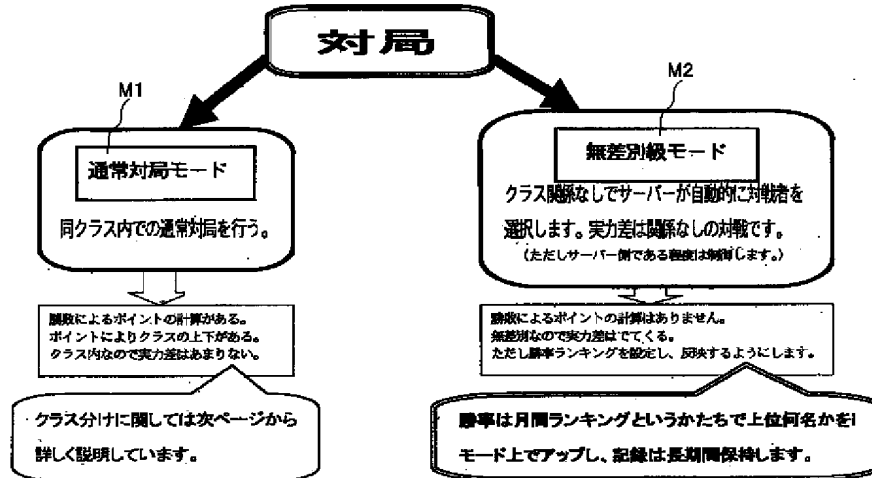 対局
M1
M2
通常対局モード
同クラス内での通常対局を行う。
無差別級モード
クラス関係なしでサーバーが自動的に対戦者を
選択します。実力差は関係なしの対戦です。
(ただしサーバー側である程度は制御します。)
勝敗によるポイントの計算がある。
ポイントによりクラスの上下がある。
クラス内なので実力差はあまりない。
勝敗によるポイントの計算はありません。
無差別なので実力差はでてくる。
ただし勝率ランキングを設定し、反映するようにします。
クラス分けに関しては次ページから
詳しく説明しています。
勝率は月間ランキングというかたちで上位何名かを
モード上でアップし、記録は長期間保持します。